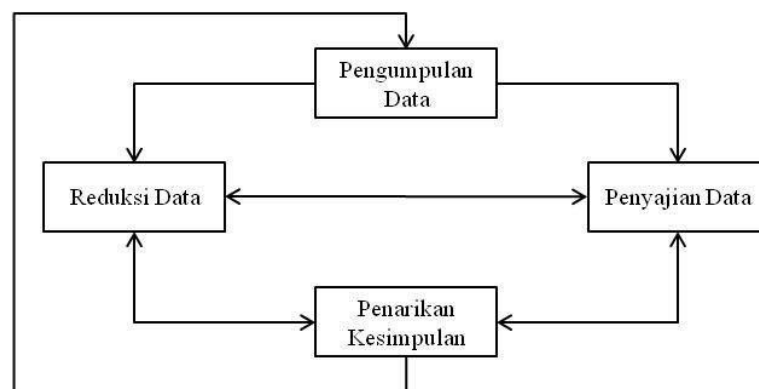 Pengumpulan
Data
Reduksi Data
Penyajian Data
Penarikan
Kesimpulan